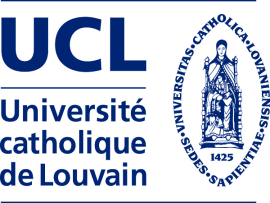 UCL
Université
catholique
de Louvain
UNIVERSITAS•CATHOLICA•LOVANIENSIS•
SEDES•SAPIENTIAE•
1425